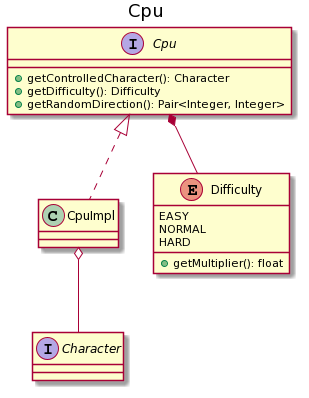 Cpu
I Cpu
getControlledCharacter(): Character
getDifficulty(): Difficulty
getRandomDirection(): Pair<Integer, Integer>
C CpuImpl
E Difficulty
EASY
NORMAL
HARD
getMultiplier(): float
I Character